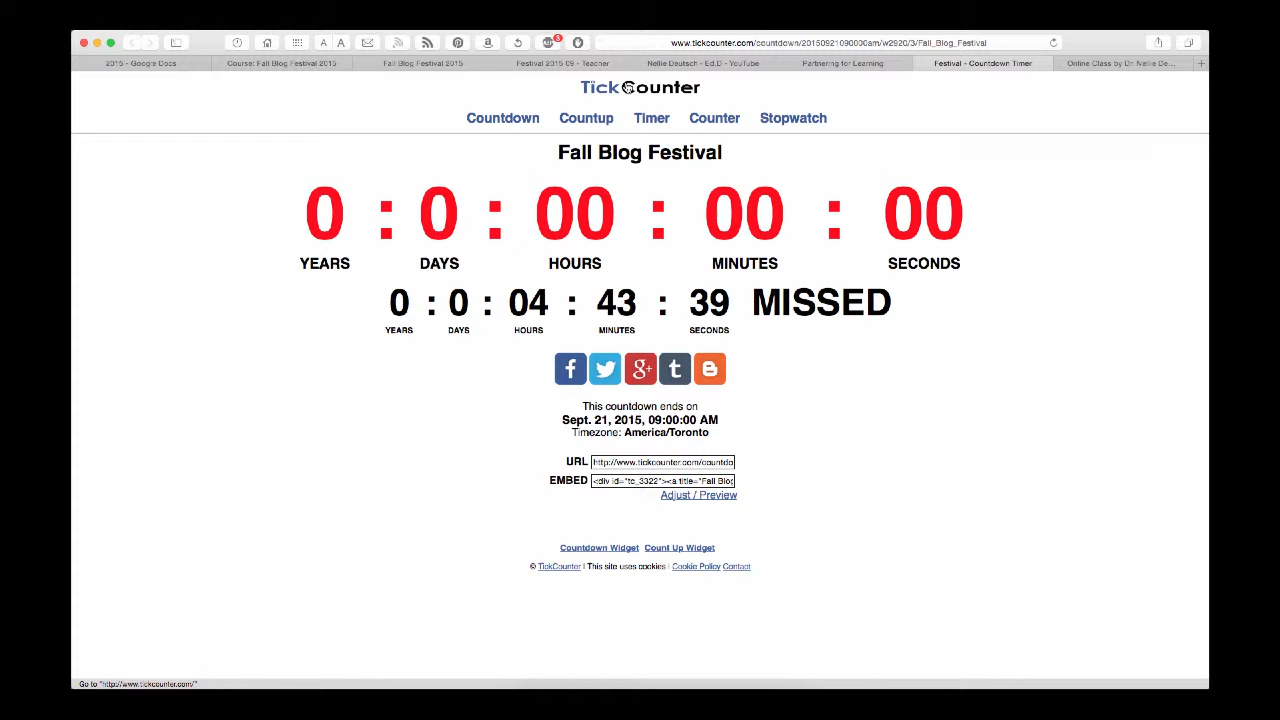 3
www.tickcounter.com/countdown/20150921090000am/w2920/3/Fall_Blog_Festival
2015 - Google Docs
Course: Fall Blog Festival 2015
Fall Blog Festival 2015
Festival 2015 09 - Teacher
Nellie Deutsch - Ed.D - YouTube
Partnering for Learning
Festival - Countdown Timer
Online Class by Dr. Nellie De...
TickCounter
Countdown Countup Timer Counter Stopwatch
Fall Blog Festival
0 : 0 : 00 : 00 : 00
YEARS DAYS HOURS MINUTES SECONDS
0 : 0 : 04 : 43 : 39 MISSED
YEARS DAYS HOURS MINUTES SECONDS
This countdown ends on
Sept. 21, 2015, 09:00:00 AM
Timezone: America/Toronto
URL http://www.tickcounter.com/countdo
EMBED <div id="tc_3322"><a title="Fall Blog
Adjust / Preview
Countdown Widget Count Up Widget
© TickCounter | This site uses cookies | Cookie Policy Contact
Go to "http://www.tickcounter.com/"